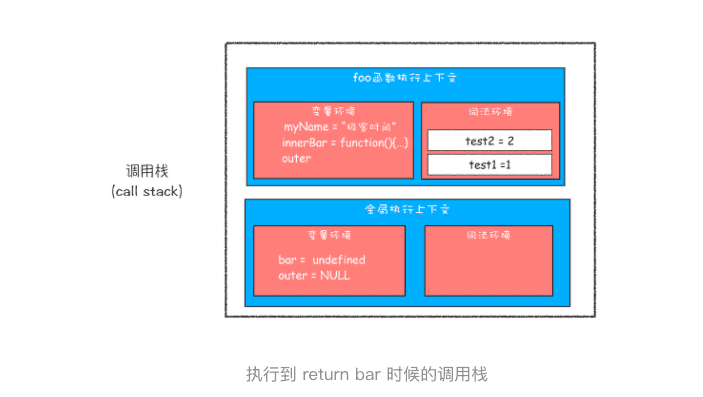 foo函数执行上下文
变量环境
myName = "极客时间"
innerBar = function(){...}
outer
词法环境
test2 = 2
test1 =1
调用栈
(call stack)
全局执行上下文
变量环境
bar = undefined
outer = NULL
词法环境
执行到 return bar 时候的调用栈